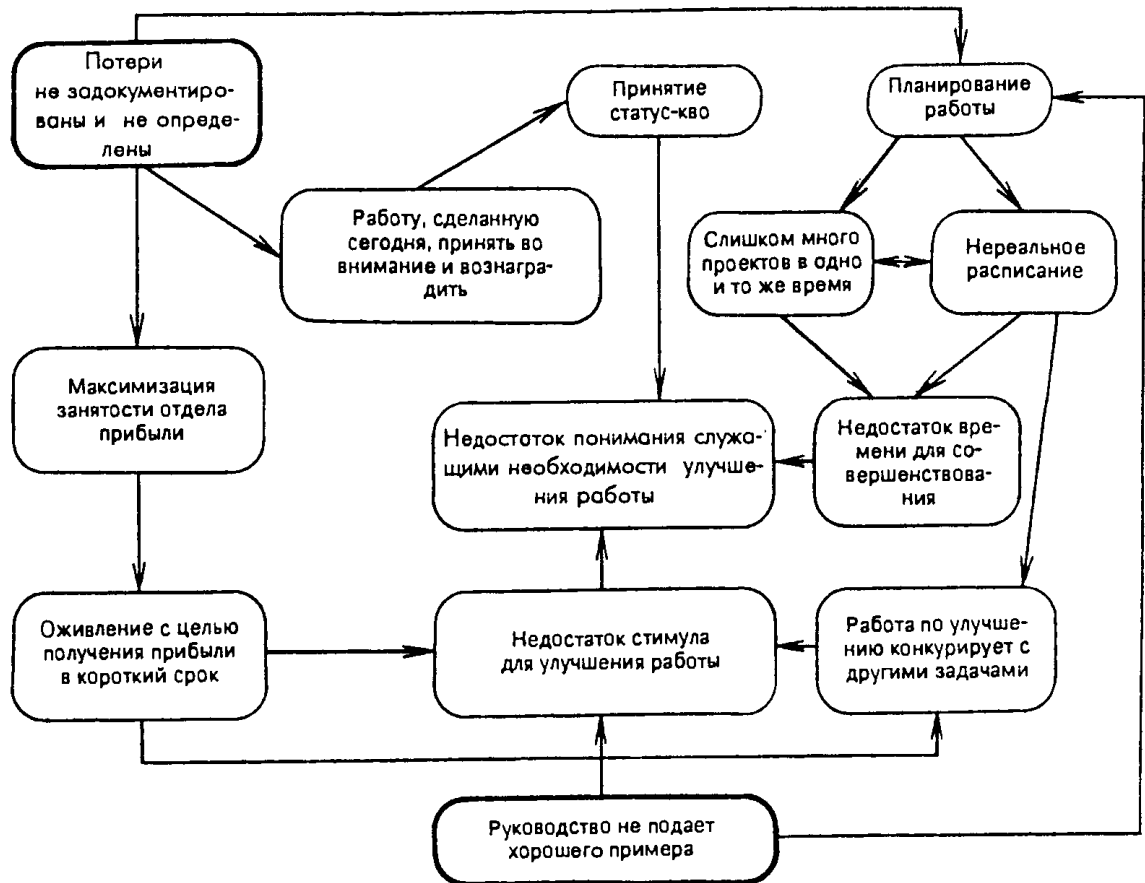 Потери
не задокументиро-
ваны и не опреде-
лены
Принятие
статус-кво
Планирование
работы
Работу, сделанную
сегодня, принять во
внимание и вознагра-
дить
Слишком много
проектов в одно
и то же время
Нереальное
расписание
Максимизация
занятости отдела
прибыли
Недостаток понимания служа-
щими необходимости улучше-
ния работы
Недостаток вре-
мени для со-
вершенствова-
ния
Оживление с целью
получения прибыли
в короткий срок
Недостаток стимула
для улучшения работы
Работа по улучше-
нию конкурирует с
другими задачами
Руководство не подает
хорошего примера